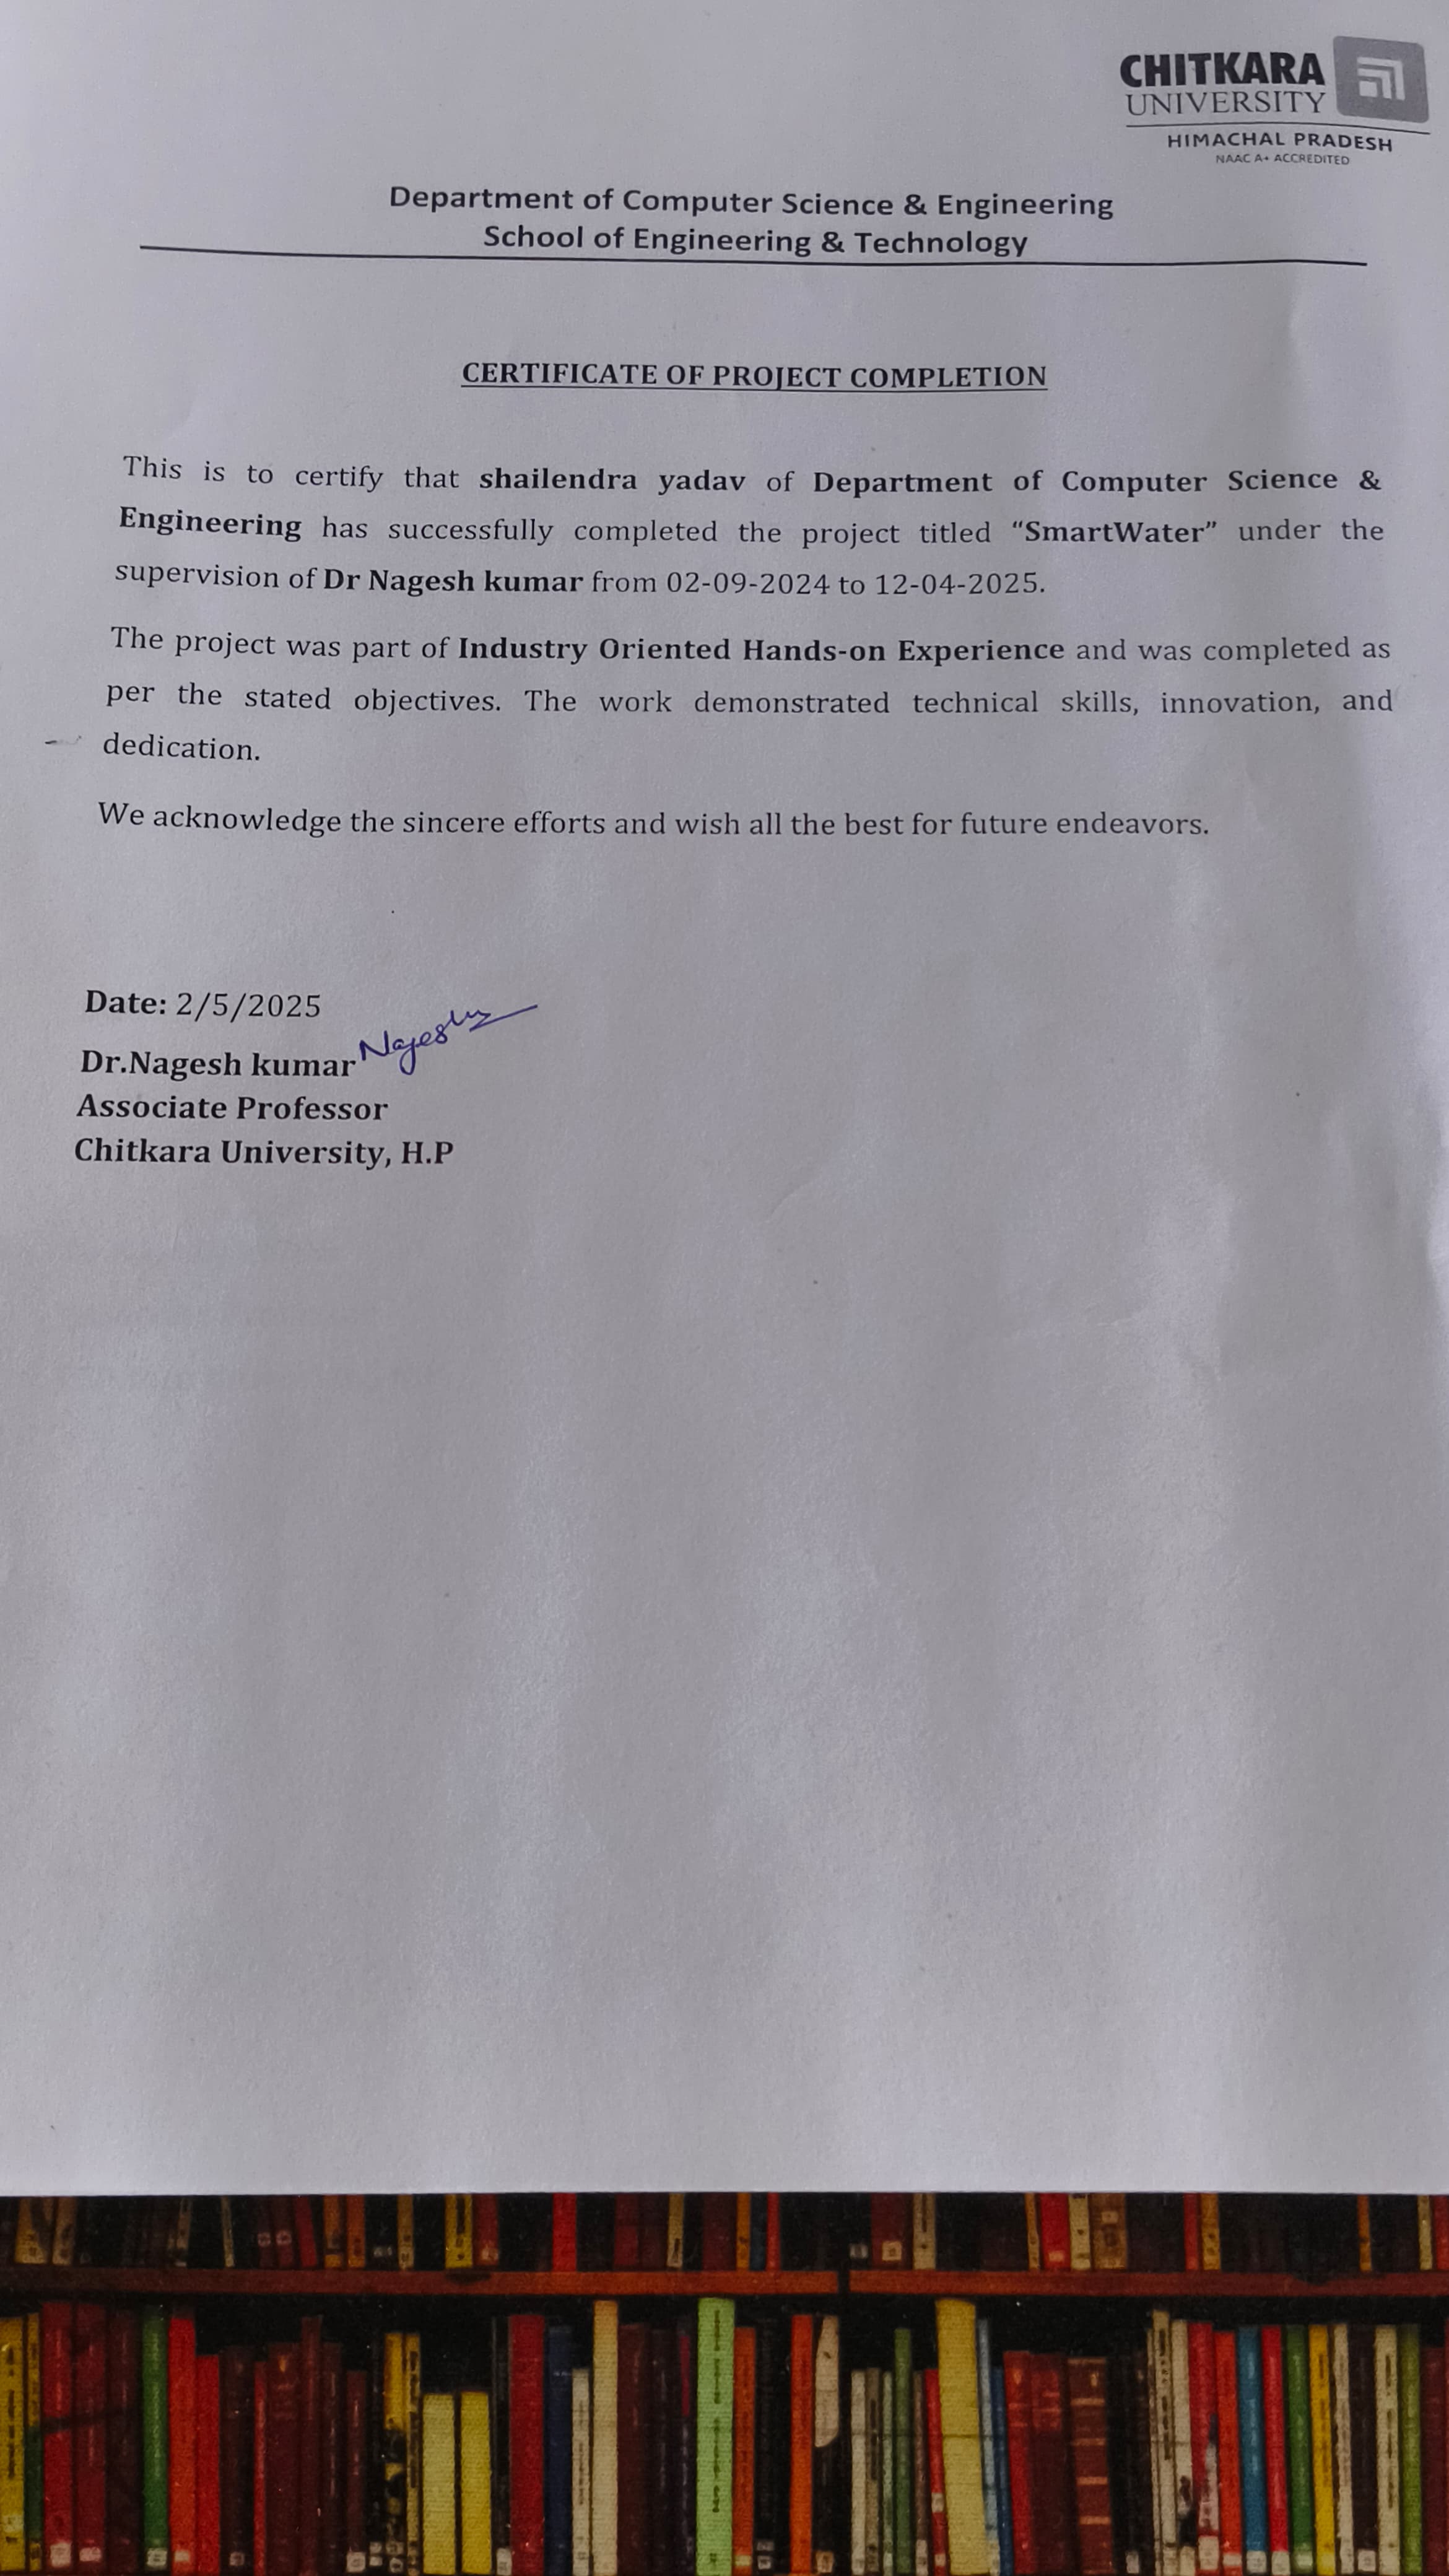 CHITKARA
UNIVERSITY
HIMACHAL PRADESH
NAAC A+ ACCREDITED
Department of Computer Science & Engineering
School of Engineering & Technology
CERTIFICATE OF PROJECT COMPLETION
This is to certify that shailendra yadav of Department of Computer Science &
Engineering has successfully completed the project titled “SmartWater” under the
supervision of Dr Nagesh kumar from 02-09-2024 to 12-04-2025.
The project was part of Industry Oriented Hands-on Experience and was completed as
per the stated objectives. The work demonstrated technical skills, innovation, and
dedication.
We acknowledge the sincere efforts and wish all the best for future endeavors.
Date: 2/5/2025
Dr.Nagesh kumar
Associate Professor
Chitkara University, H.P